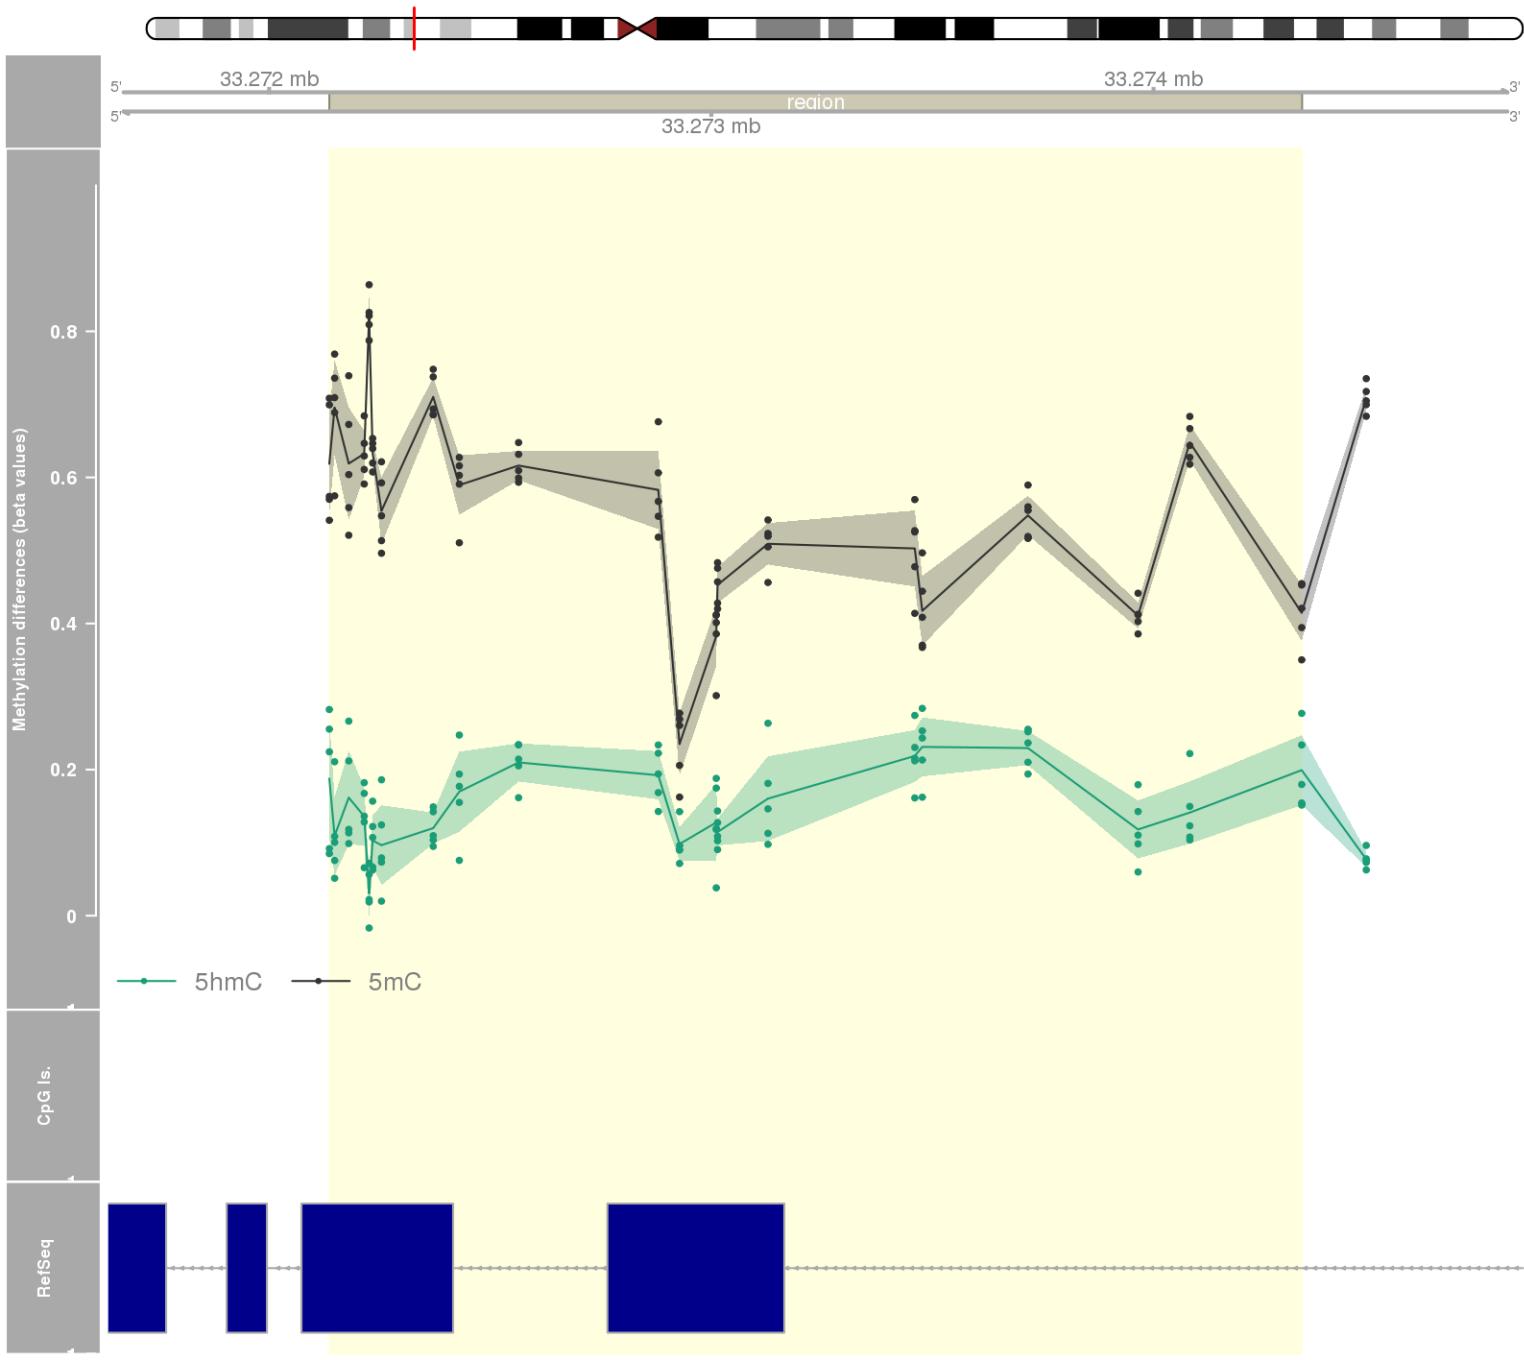 33.272 mb
33.274 mb
5'
3'
region
5'
3'
33.273 mb
Methylation differences (beta values)
0.8
0.6
0.4
0.2
0
5hmC
5mC
CpG Is.
RefSeq